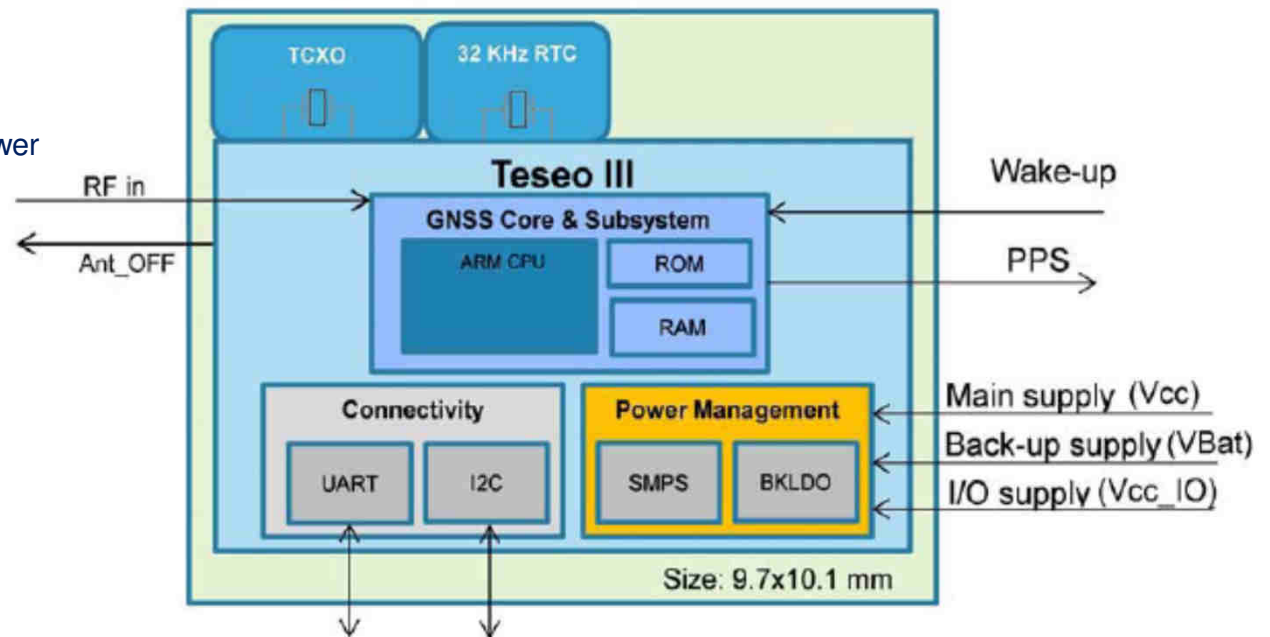 TCXO
32 KHz RTC
wer
Teseo III
RF in
Wake-up
GNSS Core & Subsystem
Ant_OFF
ARM CPU
ROM
PPS
RAM
Main supply (Vcc)
Connectivity
Power Management
Back-up supply (VBat)
UART
I2C
SMPS
BKLDO
I/O supply (Vcc_IO)
Size: 9.7x10.1 mm